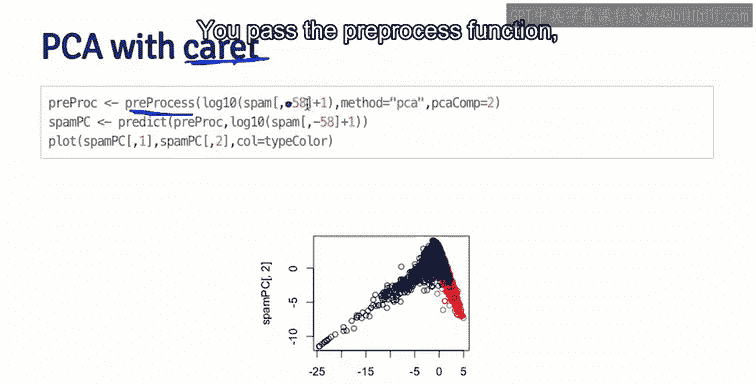 You pass the preprocess function,
PCA with caret
preProc <- preProcess(log10(spam[,-58]+1),method="pca",pcaComp=2)
spamPC <- predict(preProc,log10(spam[,-58]+1))
plot(spamPC[,1],spamPC[,2],col=typeColor)
spamPC[, 2]
0
-5
-10
-25
-15
-5
0
5